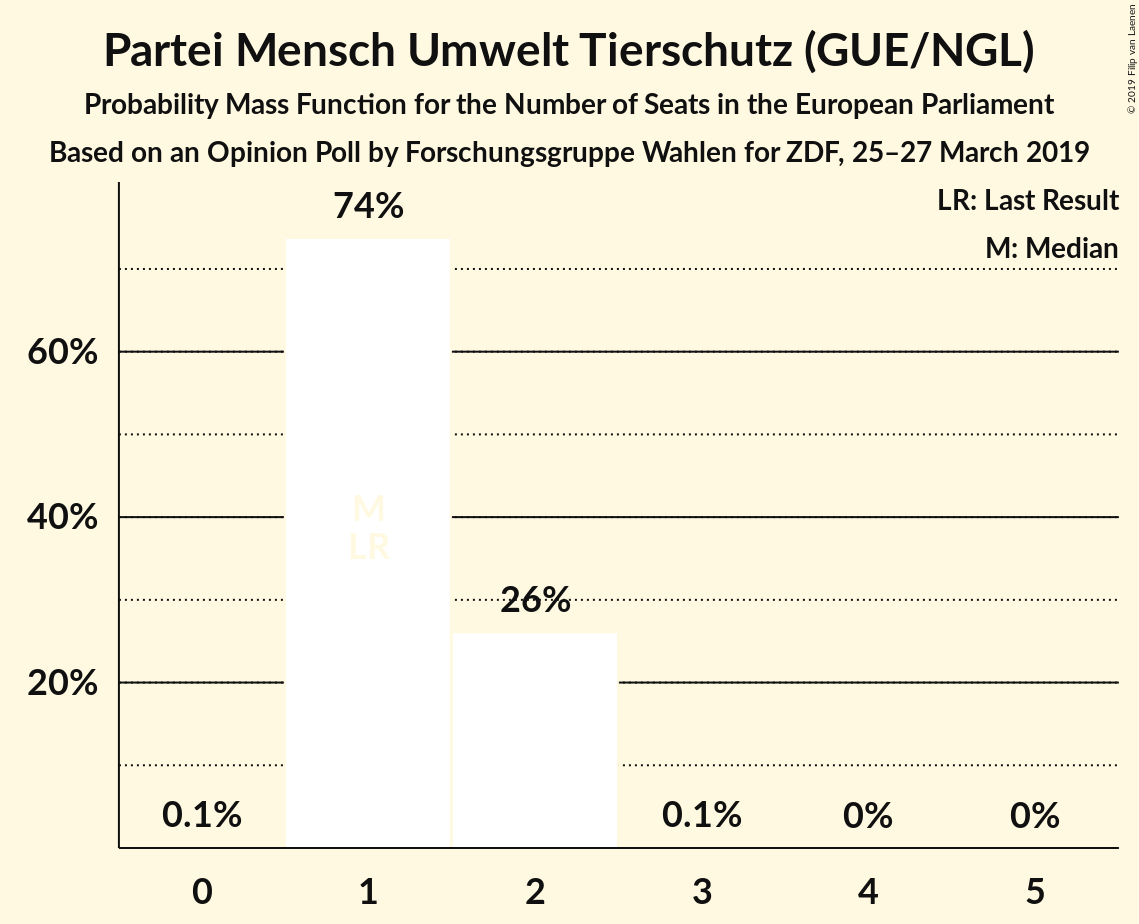 Partei Mensch Umwelt Tierschutz (GUE/NGL)
Probability Mass Function for the Number of Seats in the European Parliament
Based on an Opinion Poll by Forschungsgruppe Wahlen for ZDF, 25–27 March 2019
© 2019 Filip van Laenen
LR: Last Result
M: Median
74%
60%
40%
20%
M
LR
26%
0.1%
0.1%
0%
0%
0
1
2
3
4
5